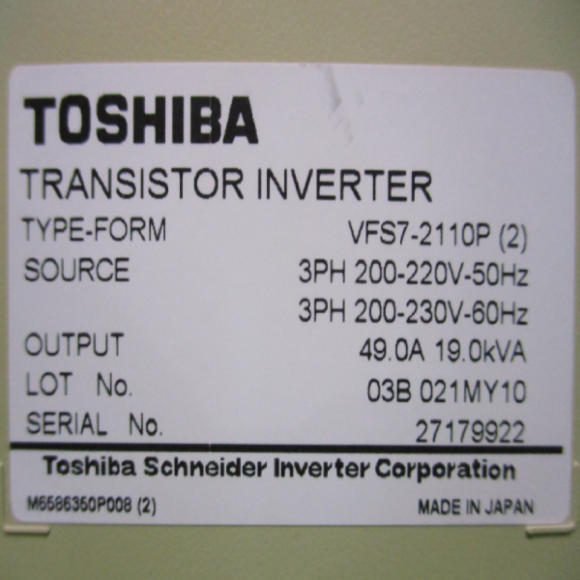 TOSHIBA
TRANSISTOR INVERTER
TYPE-FORM VFS7-2110P (2)
SOURCE 3PH 200-220V-50Hz
3PH 200-230V-60Hz
OUTPUT 49.0A 19.0kVA
LOT No. 03B 021MY10
SERIAL No. 27179922
Toshiba Schneider Inverter Corporation
M6586350P008 (2) MADE IN JAPAN